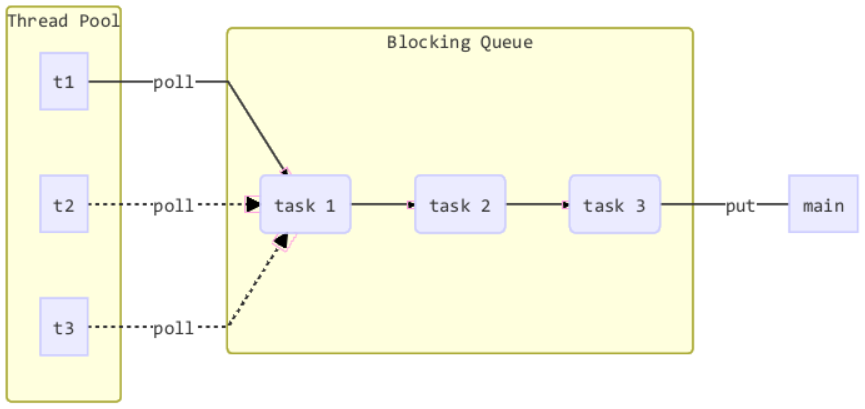 Thread Pool
Blocking Queue
t1
poll
t2
poll
task 1
task 2
task 3
put
main
t3
poll